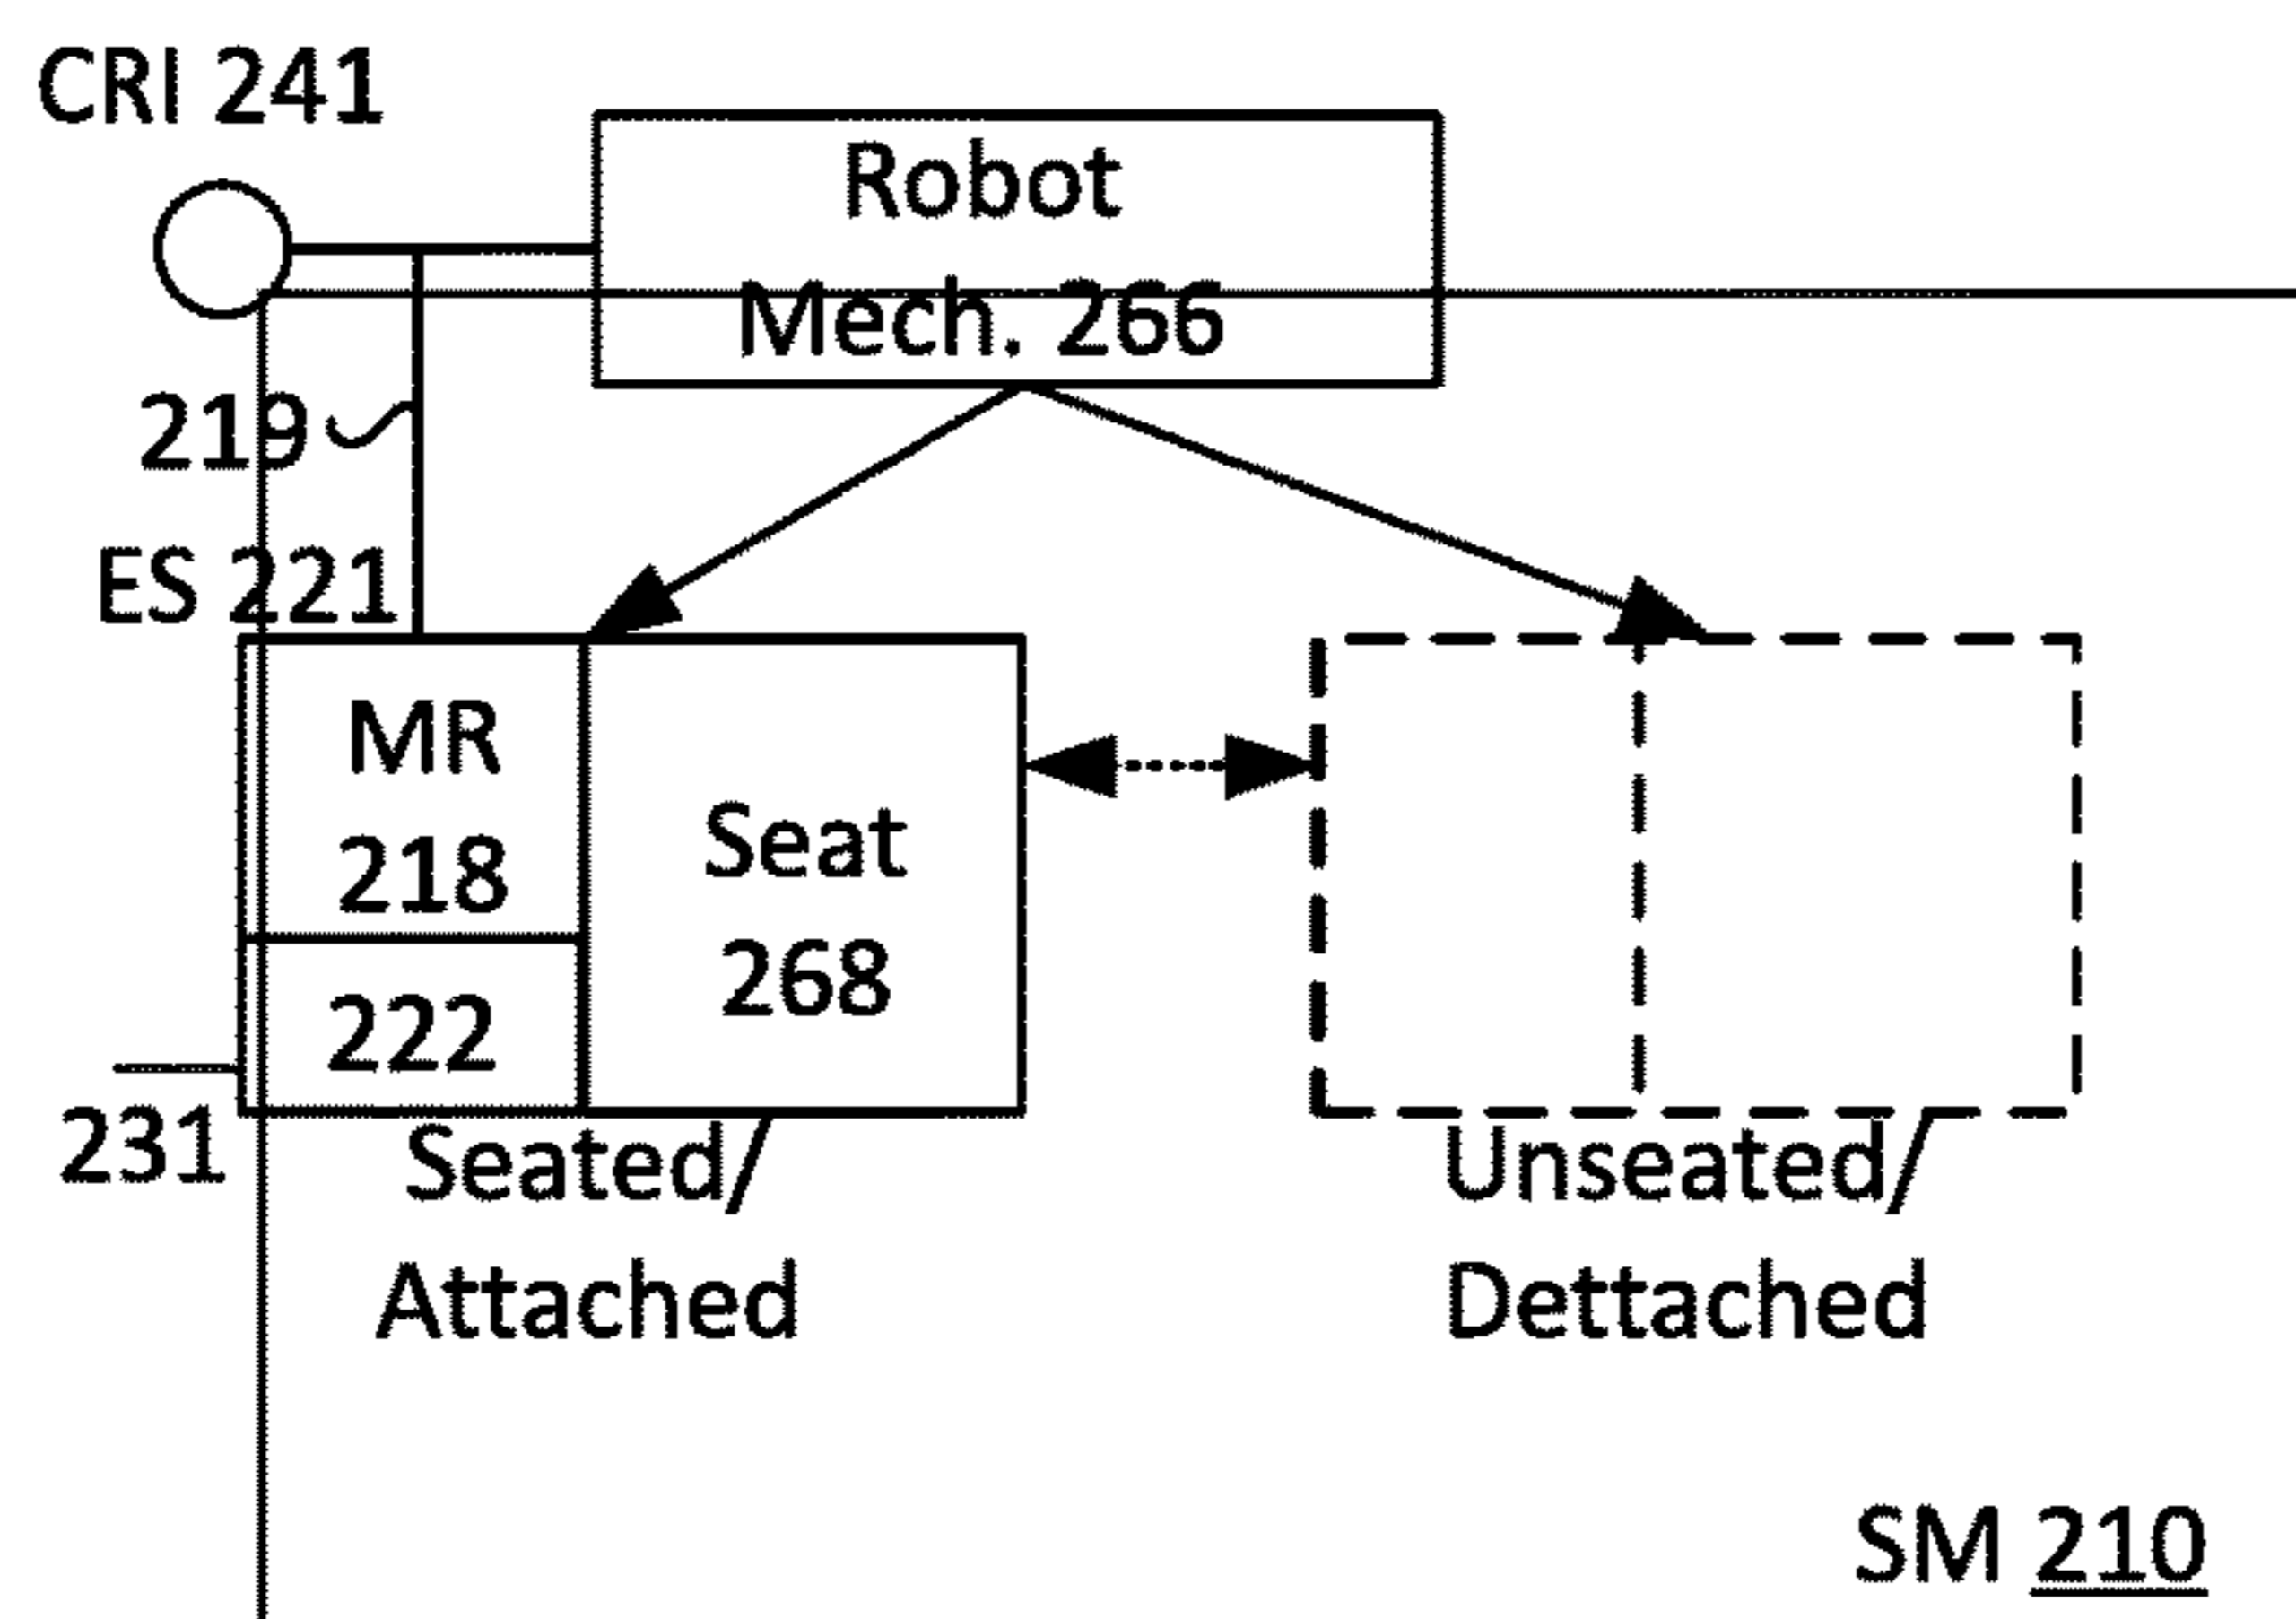 CRI 241
Robot
Mech. 266
219
ES 221
MR
218
Seat
268
222
231
Seated/
Attached
Unseated/
Dettached
SM 210